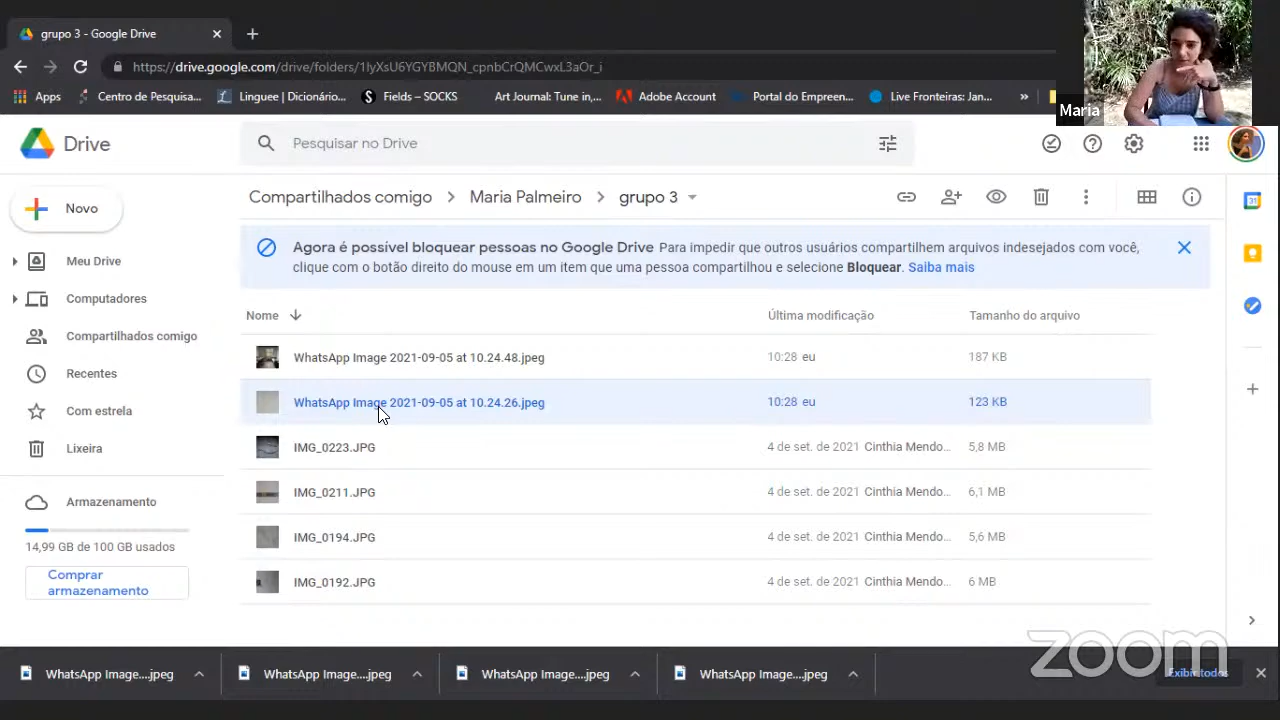 grupo 3 - Google Drive
https://drive.google.com/drive/folders/1IyXsU6YGYBMQN_cpnbCrQMCwxL3aOr_i
Apps
Centro de Pesquisa...
Linguee | Dicionário...
Fields — SOCKS
Art Journal: Tune in,...
Adobe Account
Portal do Empreen...
Live Fronteiras: Jan...
»
Maria
Drive
Pesquisar no Drive
Novo
Compartilhados comigo > Maria Palmeiro > grupo 3
Agora é possível bloquear pessoas no Google Drive Para impedir que outros usuários compartilhem arquivos indesejados com você,
clique com o botão direito do mouse em um item que uma pessoa compartilhou e selecione Bloquear. Saiba mais
Meu Drive
Computadores
Compartilhados comigo
Recentes
Com estrela
Lixeira
Armazenamento
14,99 GB de 100 GB usados
Comprar
armazenamento
Nome
Última modificação
Tamanho do arquivo
WhatsApp Image 2021-09-05 at 10.24.48.jpeg
10:28 eu
187 KB
WhatsApp Image 2021-09-05 at 10.24.26.jpeg
10:28 eu
123 KB
IMG_0223.JPG
4 de set. de 2021 Cinthia Mendo...
5,8 MB
IMG_0211.JPG
4 de set. de 2021 Cinthia Mendo...
6,1 MB
IMG_0194.JPG
4 de set. de 2021 Cinthia Mendo...
5,6 MB
IMG_0192.JPG
4 de set. de 2021 Cinthia Mendo...
6 MB
31
zoom
WhatsApp Image....jpeg
WhatsApp Image....jpeg
WhatsApp Image....jpeg
WhatsApp Image....jpeg
Exibir todos